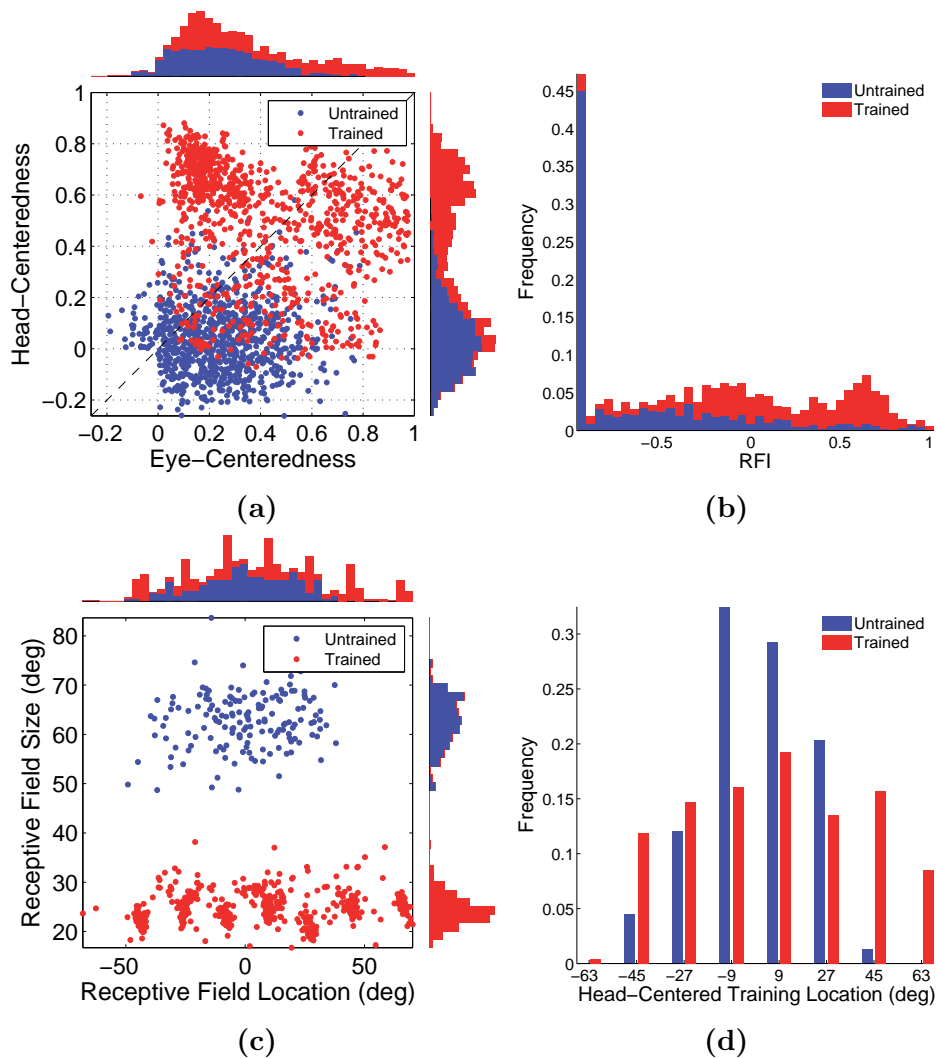 1
0.8
0.6
0.4
0.2
0
−0.2
Head−Centeredness
−0.2 0 0.2 0.4 0.6 0.8 1
Eye−Centeredness
Untrained
Trained
(a)
0.45
0.4
0.35
0.3
0.25
0.2
0.15
0.1
0.05
0
Frequency
−0.5 0 0.5 1
RFI
Untrained
Trained
(b)
80
70
60
50
40
30
20
Receptive Field Size (deg)
−50 0 50
Receptive Field Location (deg)
Untrained
Trained
(c)
0.3
0.25
0.2
0.15
0.1
0.05
0
Frequency
−63 −45 −27 −9 9 27 45 63
Head−Centered Training Location (deg)
Untrained
Trained
(d)